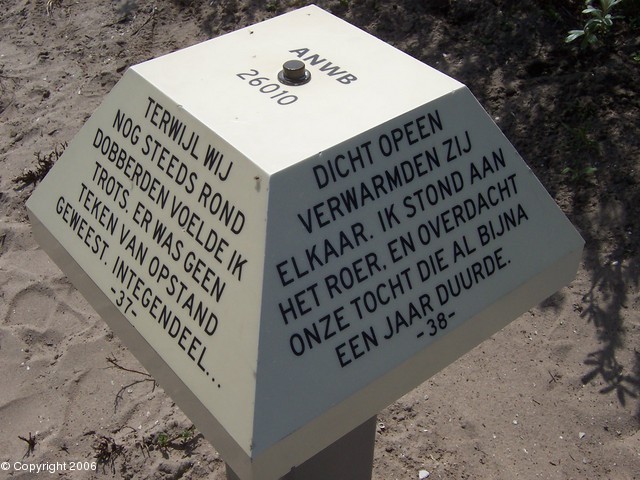 ANWB
26010
TERWIJL WIJ
NOG STEEDS ROND
DOBBERDEN VOELDE IK
TROTS. ER WAS GEEN
TEKEN VAN OPSTAND
GEWEEST. INTEGENDEEL...
-37-
DICHT OPEEN
VERWARMDEN ZIJ
ELKAAR. IK STOND AAN
HET ROER, EN OVERDACHT
ONZE TOCHT DIE AL BIJNA
EEN JAAR DUURDE.
-38-
© Copyright 2006